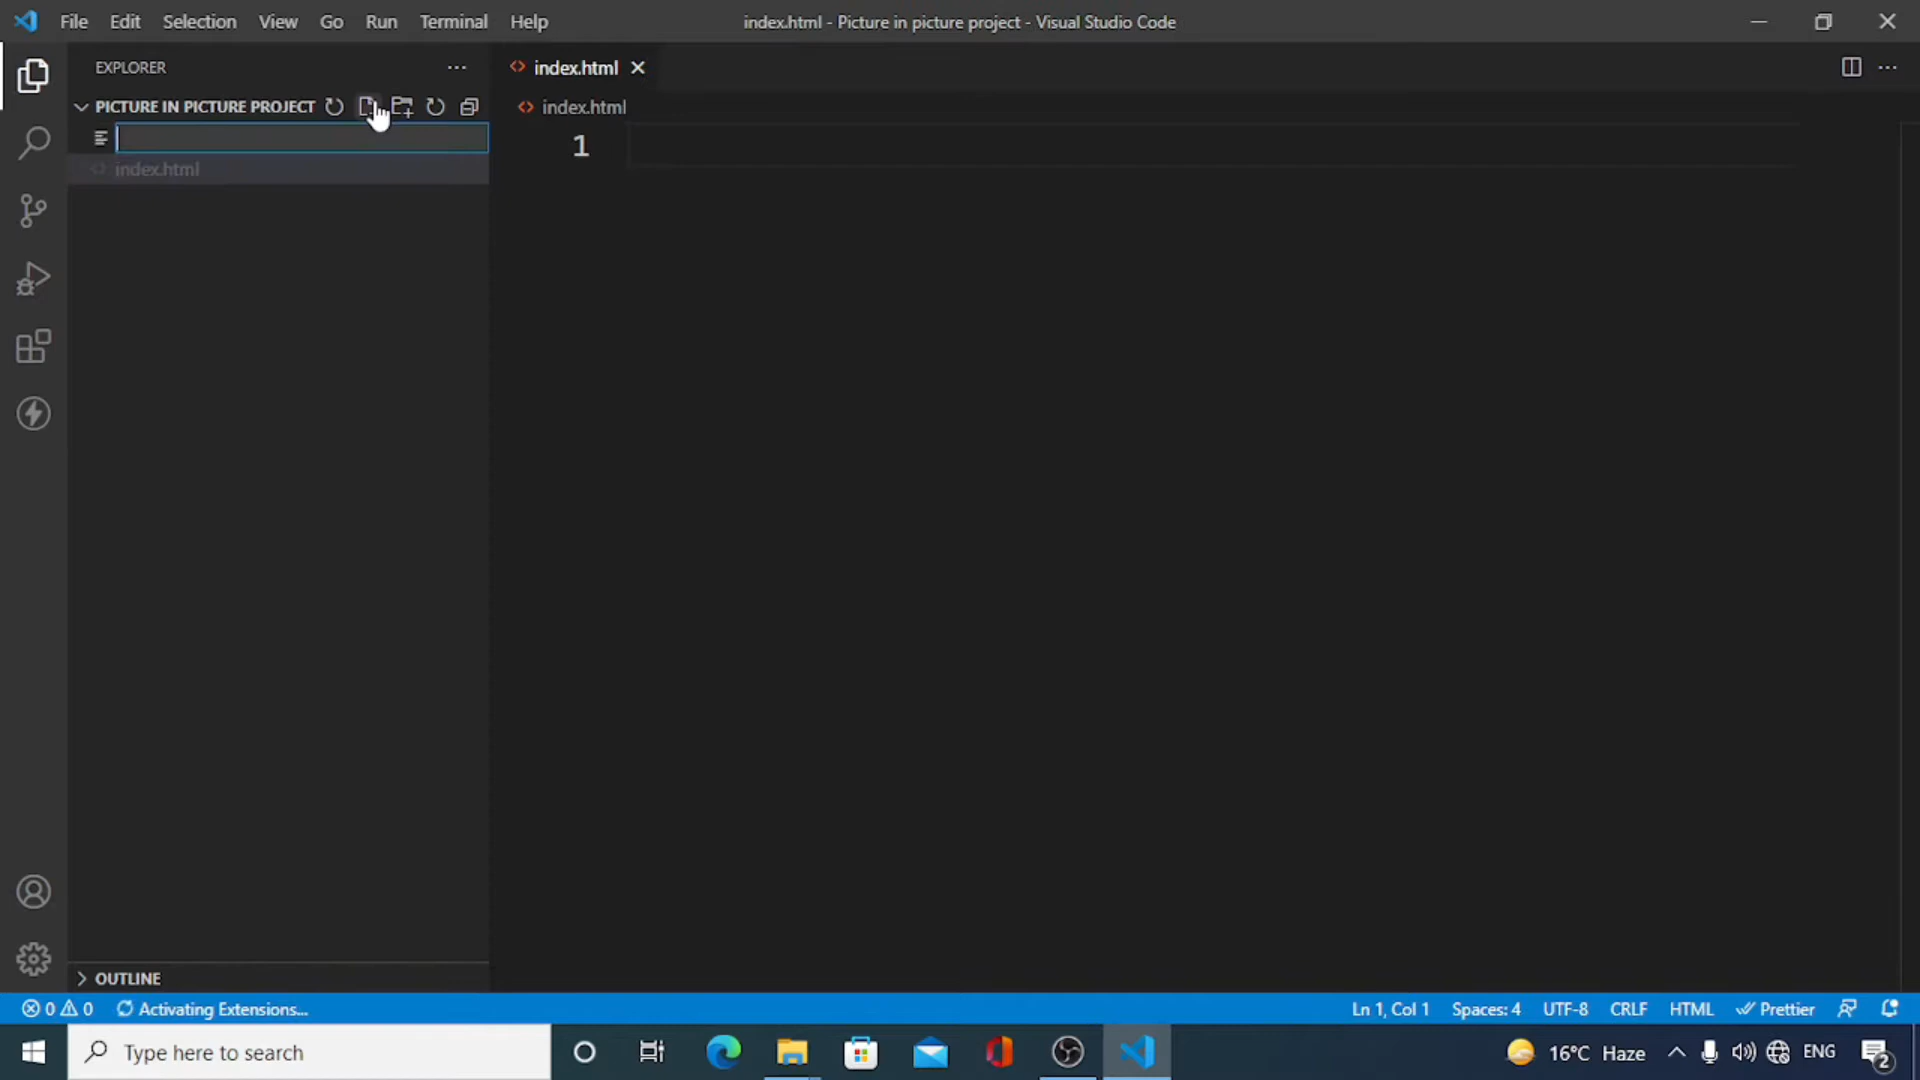 File Edit Selection View Go Run Terminal Help
index.html - Picture in picture project - Visual Studio Code
EXPLORER
index.html
PICTURE IN PICTURE PROJECT
index.html
1
index.html
OUTLINE
0 0 Activating Extensions...
Ln 1, Col 1 Spaces: 4 UTF-8 CRLF HTML Prettier
Type here to search
16°C Haze ENG 2